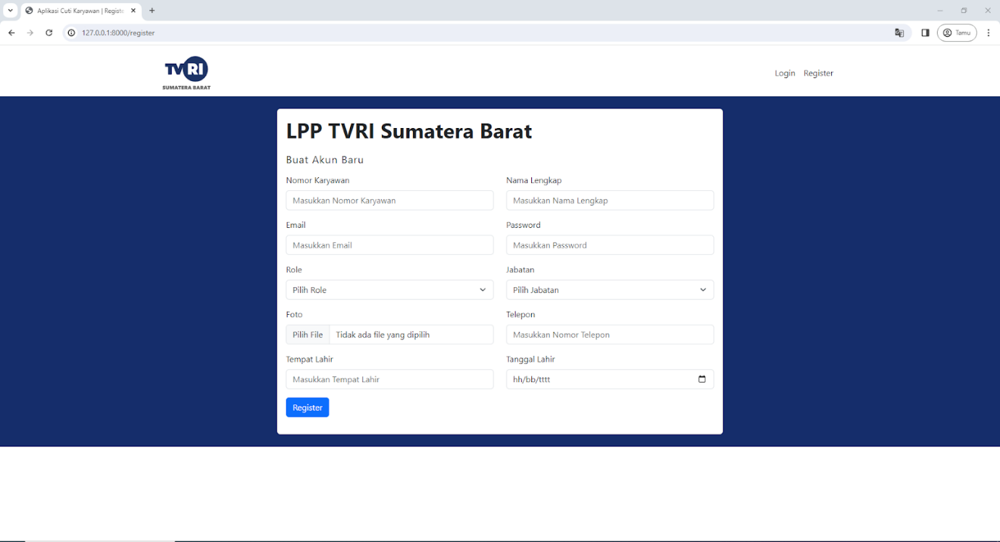 Aplikasi Cuti Karyawan | Registe
127.0.0.1:8000/register
Tamu
TVRI
SUMATERA BARAT
Login Register
LPP TVRI Sumatera Barat
Buat Akun Baru
Nomor Karyawan
Nama Lengkap
Masukkan Nomor Karyawan
Masukkan Nama Lengkap
Email
Password
Masukkan Email
Masukkan Password
Role
Jabatan
Pilih Role
Pilih Jabatan
Foto
Telepon
Pilih File Tidak ada file yang dipilih
Masukkan Nomor Telepon
Tempat Lahir
Tanggal Lahir
Masukkan Tempat Lahir
hh/bb/tttt
Register